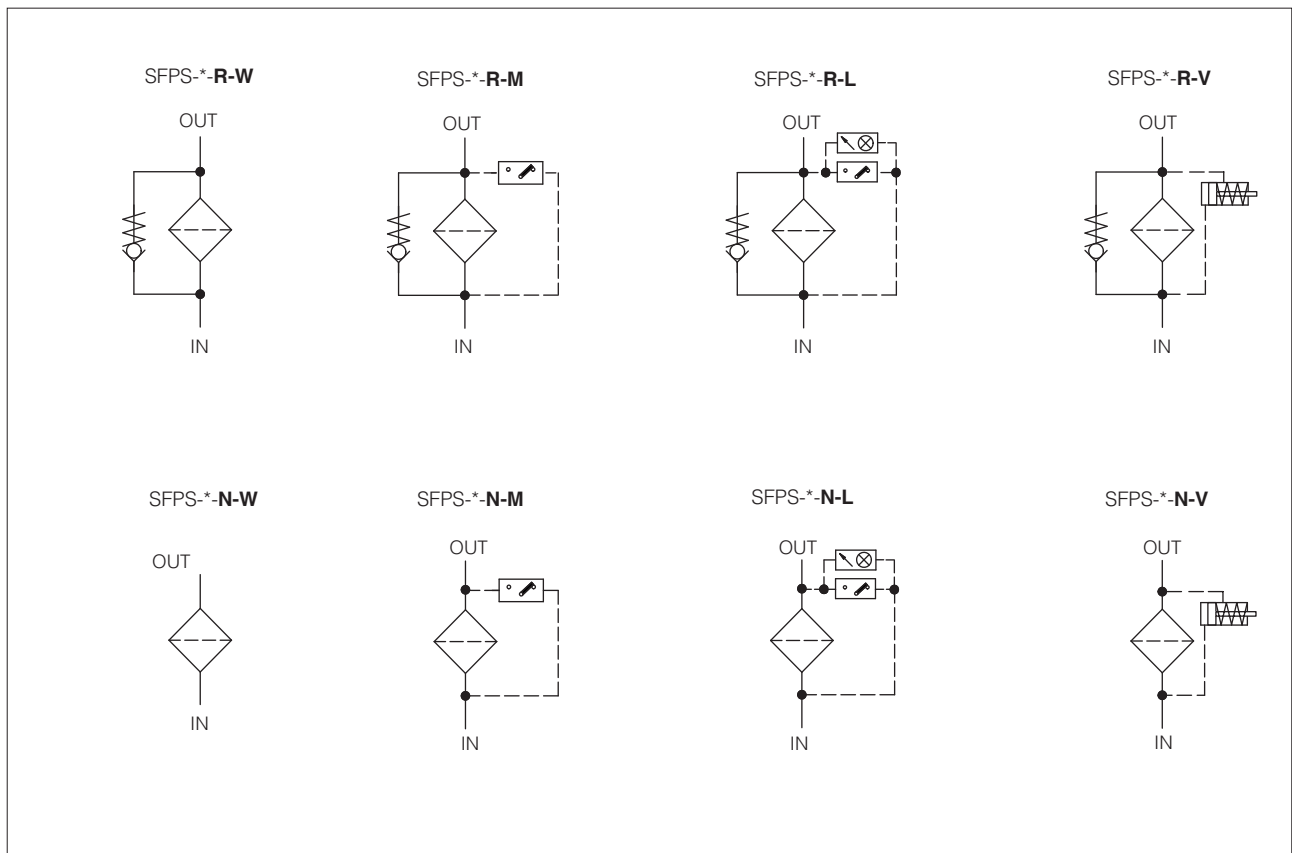 SFPS-*-R-W
SFPS-*-R-M
SFPS-*-R-L
SFPS-*-R-V
OUT
OUT
OUT
OUT
IN
IN
IN
IN
SFPS-*-N-W
SFPS-*-N-M
SFPS-*-N-L
SFPS-*-N-V
OUT
OUT
OUT
OUT
IN
IN
IN
IN